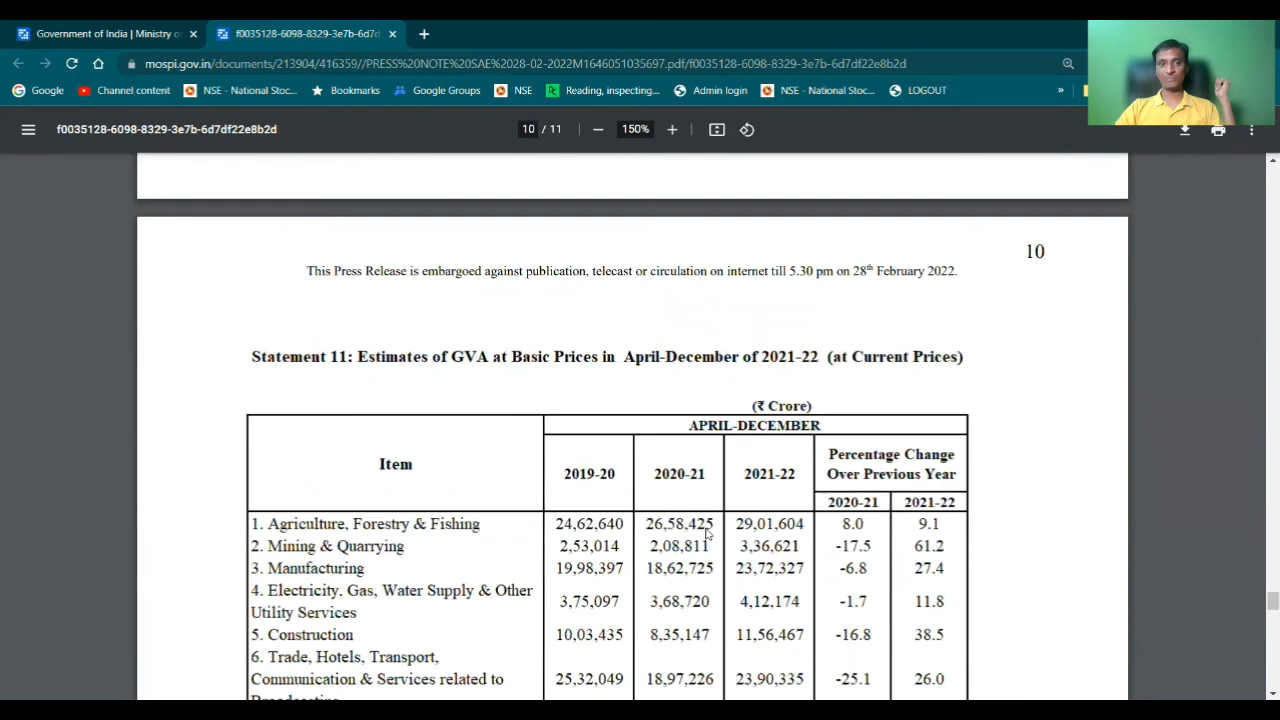 Government of India | Ministry o
f0035128-6098-8329-3e7b-6d7d
mospi.gov.in/documents/213904/416359//PRESS%20NOTE%20SAE%2028-02-2022M1646051035697.pdf/f0035128-6098-8329-3e7b-6d7df22e8b2d
Google Channel content NSE - National Stoc... Bookmarks Google Groups NSE Reading, inspecting... Admin login NSE - National Stoc... LOGOUT »
f0035128-6098-8329-3e7b-6d7df22e8b2d 10 / 11 − 150% +
10
This Press Release is embargoed against publication, telecast or circulation on internet till 5.30 pm on 28th February 2022.
Statement 11: Estimates of GVA at Basic Prices in April-December of 2021-22 (at Current Prices)
(₹ Crore)
Item
APRIL-DECEMBER
2019-20 2020-21 2021-22
Percentage Change
Over Previous Year
2020-21 2021-22
1. Agriculture, Forestry & Fishing 24,62,640 26,58,425 29,01,604 8.0 9.1
2. Mining & Quarrying 2,53,014 2,08,811 3,36,621 -17.5 61.2
3. Manufacturing 19,98,397 18,62,725 23,72,327 -6.8 27.4
4. Electricity, Gas, Water Supply & Other
Utility Services 3,75,097 3,68,720 4,12,174 -1.7 11.8
5. Construction 10,03,435 8,35,147 11,56,467 -16.8 38.5
6. Trade, Hotels, Transport,
Communication & Services related to 25,32,049 18,97,226 23,90,335 -25.1 26.0